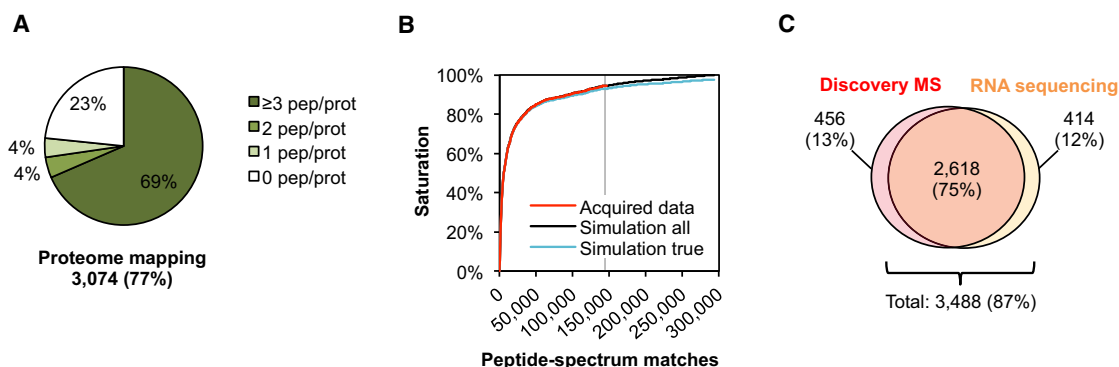 A
23%
4%
4%
69%
≥3 pep/prot
2 pep/prot
1 pep/prot
0 pep/prot
Proteome mapping
3,074 (77%)
B
100%
80%
60%
40%
20%
0%
Saturation
Acquired data
Simulation all
Simulation true
0
50,000
100,000
150,000
200,000
250,000
300,000
Peptide-spectrum matches
C
Discovery MS
RNA sequencing
456
(13%)
2,618
(75%)
414
(12%)
Total: 3,488 (87%)